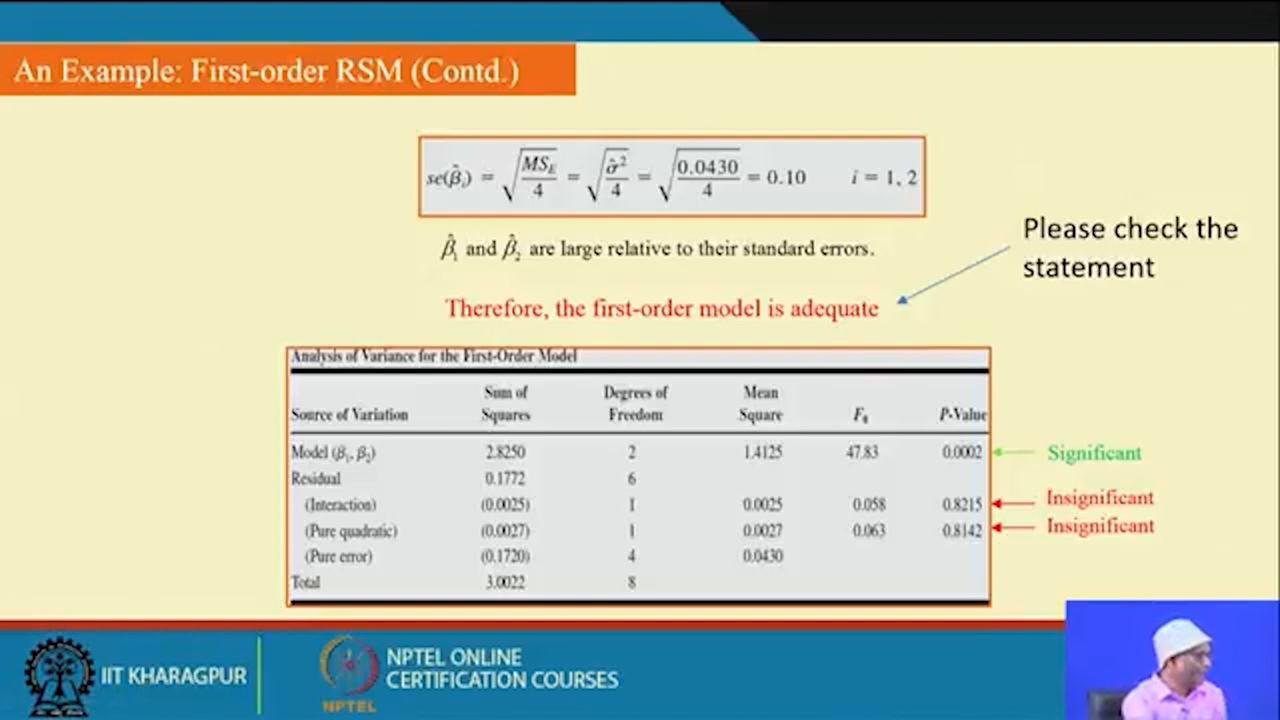 An Example: First-order RSM (Contd.)
se(β̂ᵢ) = √(MS_E/4) = √(σ̂²/4) = √(0.0430/4) = 0.10 i = 1, 2
β̂₁ and β̂₂ are large relative to their standard errors.
Please check the
statement
Therefore, the first-order model is adequate
Analysis of Variance for the First-Order Model
Sum of Degrees of Mean
Source of Variation Squares Freedom Square F₀ P-Value
Model (β₁, β₂) 2.8250 2 1.4125 47.83 0.0002 Significant
Residual 0.1772 6
(Interaction) (0.0025) 1 0.0025 0.058 0.8215 Insignificant
(Pure quadratic) (0.0027) 1 0.0027 0.063 0.8142 Insignificant
(Pure error) (0.1720) 4 0.0430
Total 3.0022 8
IIT KHARAGPUR
NPTEL
NPTEL ONLINE
CERTIFICATION COURSES